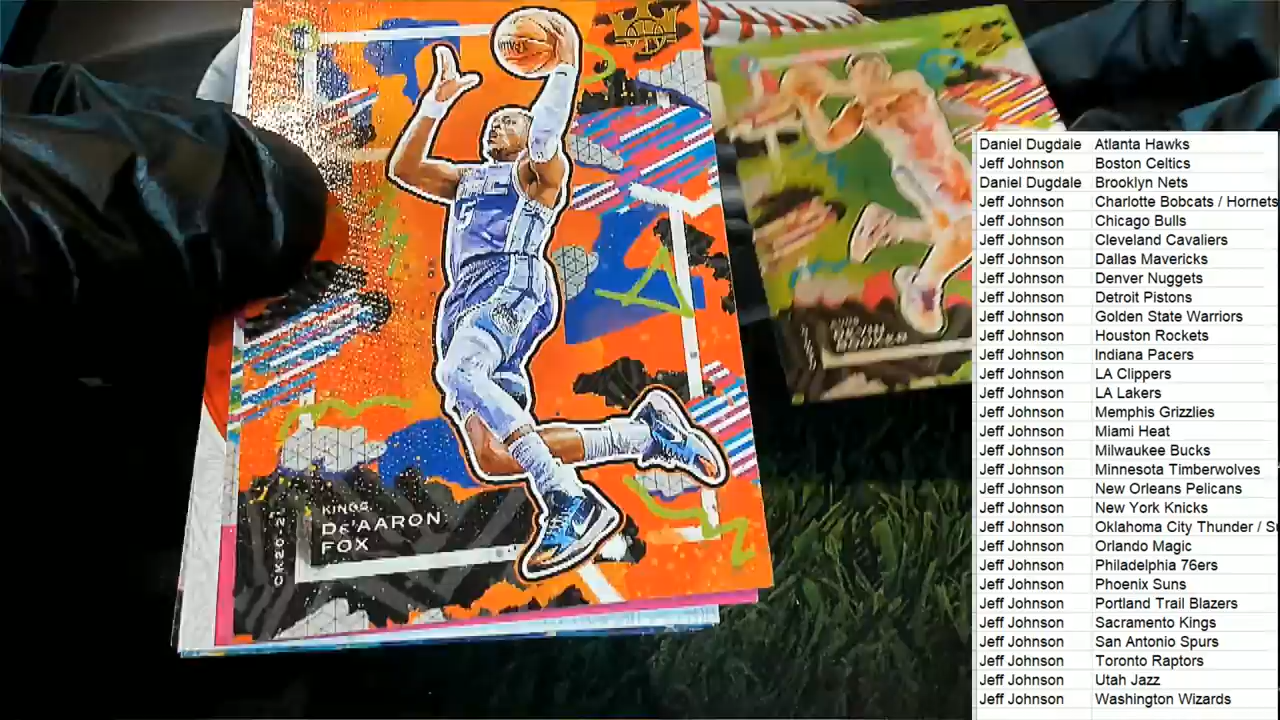 KINGS
De'AARON
FOX
CK20-21
SUNS
Daniel Dugdale Atlanta Hawks
Jeff Johnson Boston Celtics
Daniel Dugdale Brooklyn Nets
Jeff Johnson Charlotte Bobcats / Hornets
Jeff Johnson Chicago Bulls
Jeff Johnson Cleveland Cavaliers
Jeff Johnson Dallas Mavericks
Jeff Johnson Denver Nuggets
Jeff Johnson Detroit Pistons
Jeff Johnson Golden State Warriors
Jeff Johnson Houston Rockets
Jeff Johnson Indiana Pacers
Jeff Johnson LA Clippers
Jeff Johnson LA Lakers
Jeff Johnson Memphis Grizzlies
Jeff Johnson Miami Heat
Jeff Johnson Milwaukee Bucks
Jeff Johnson Minnesota Timberwolves
Jeff Johnson New Orleans Pelicans
Jeff Johnson New York Knicks
Jeff Johnson Oklahoma City Thunder / S
Jeff Johnson Orlando Magic
Jeff Johnson Philadelphia 76ers
Jeff Johnson Phoenix Suns
Jeff Johnson Portland Trail Blazers
Jeff Johnson Sacramento Kings
Jeff Johnson San Antonio Spurs
Jeff Johnson Toronto Raptors
Jeff Johnson Utah Jazz
Jeff Johnson Washington Wizards